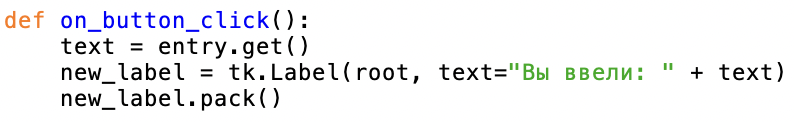 def on_button_click():
    text = entry.get()
    new_label = tk.Label(root, text="Вы ввели: " + text)
    new_label.pack()